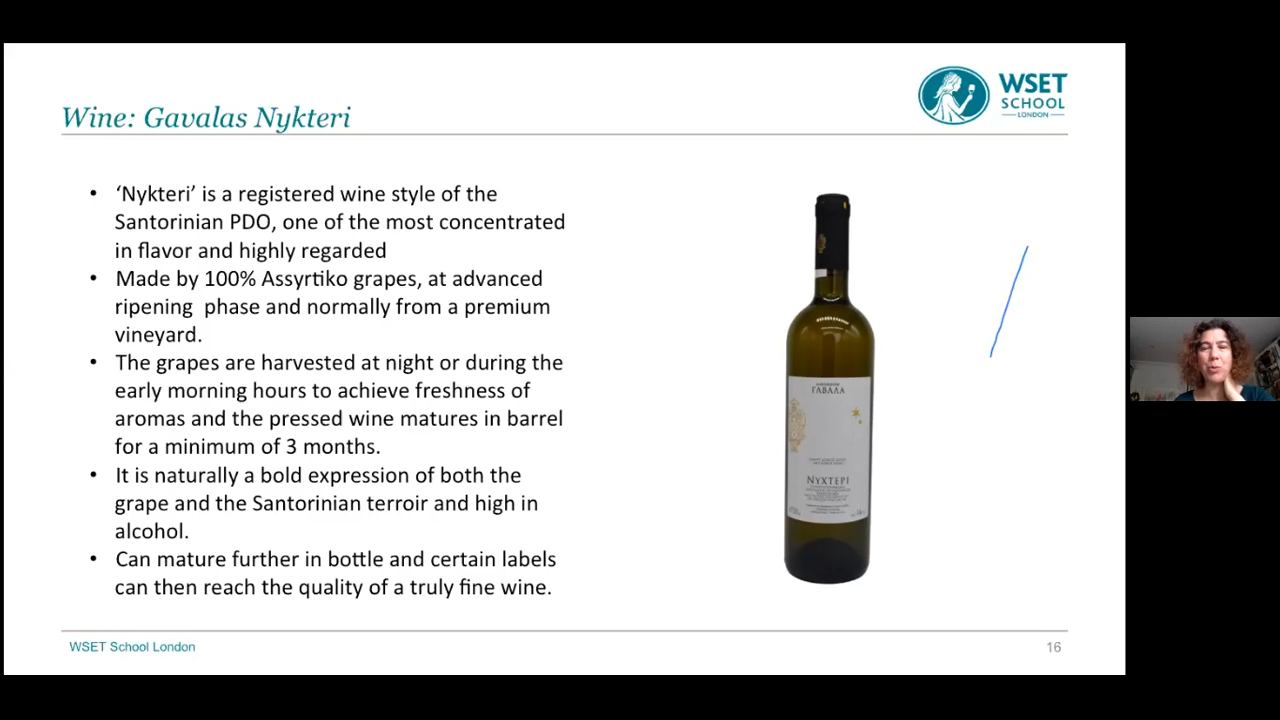 WSET
SCHOOL
LONDON
Wine: Gavalas Nykteri
• ‘Nykteri’ is a registered wine style of the
Santorinian PDO, one of the most concentrated
in flavor and highly regarded
• Made by 100% Assyrtiko grapes, at advanced
ripening phase and normally from a premium
vineyard.
• The grapes are harvested at night or during the
early morning hours to achieve freshness of
aromas and the pressed wine matures in barrel
for a minimum of 3 months.
• It is naturally a bold expression of both the
grape and the Santorinian terroir and high in
alcohol.
• Can mature further in bottle and certain labels
can then reach the quality of a truly fine wine.
ΓΑΒΑΛΑ
ΝΥΧΤΕΡΙ
WSET School London
16